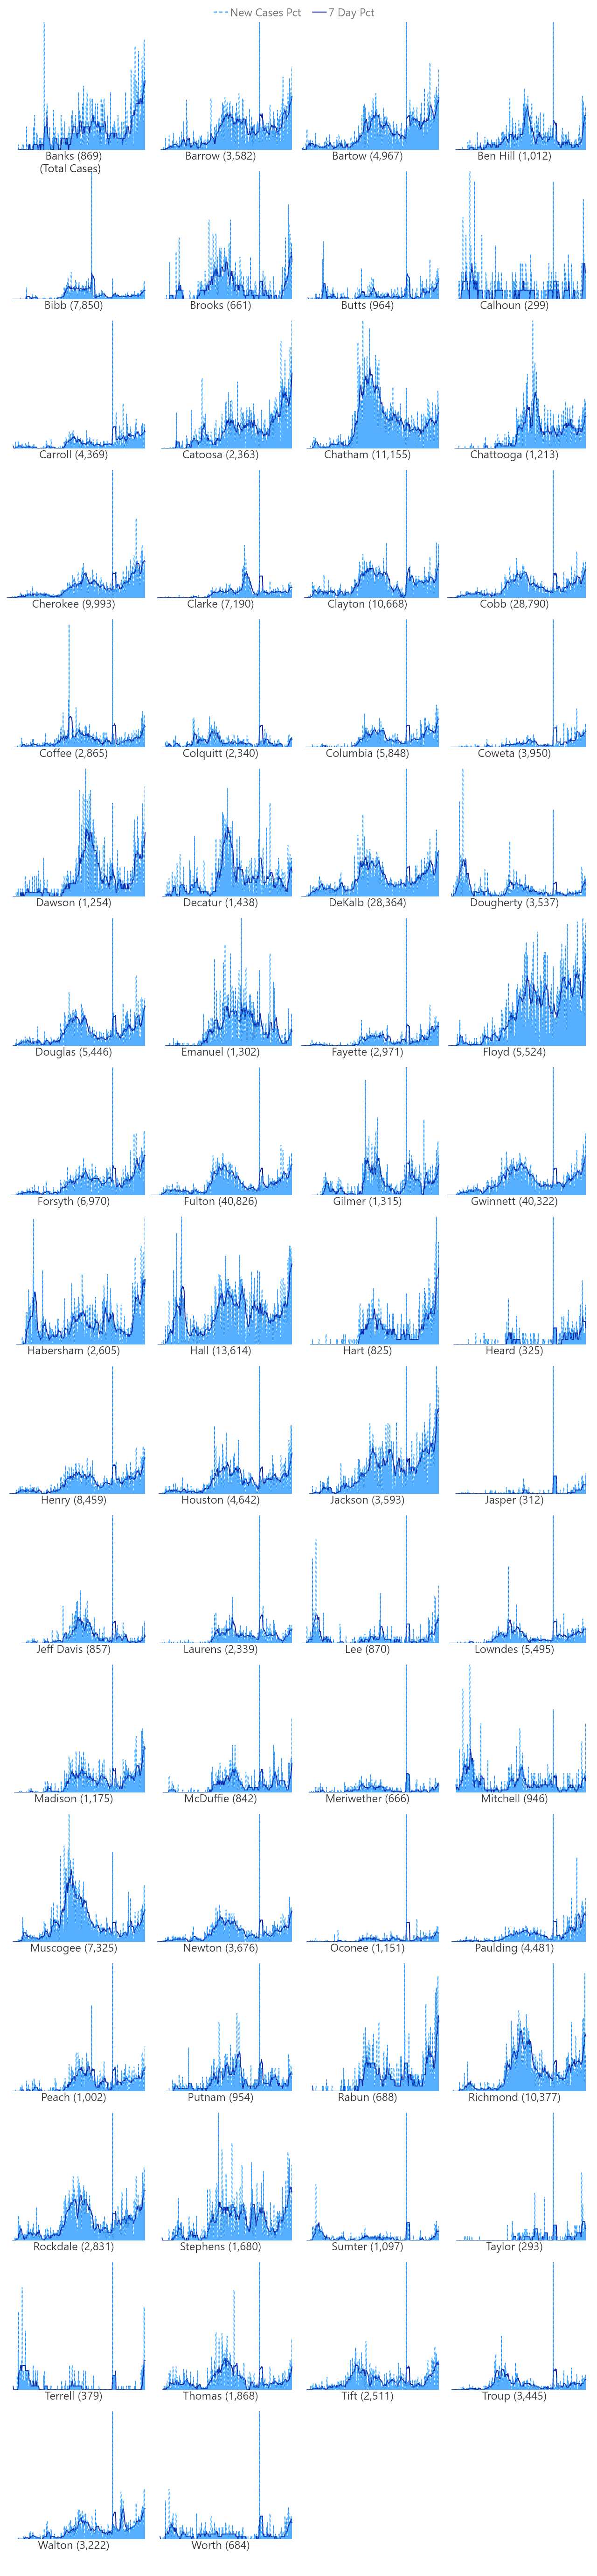 New Cases Pct 7 Day Pct
Banks (869) Barrow (3,582) Bartow (4,967) Ben Hill (1,012)
(Total Cases)
Bibb (7,850) Brooks (661) Butts (964) Calhoun (299)
Carroll (4,369) Catoosa (2,363) Chatham (11,155) Chattooga (1,213)
Cherokee (9,993) Clarke (7,190) Clayton (10,668) Cobb (28,790)
Coffee (2,865) Colquitt (2,340) Columbia (5,848) Coweta (3,950)
Dawson (1,254) Decatur (1,438) DeKalb (28,364) Dougherty (3,537)
Douglas (5,446) Emanuel (1,302) Fayette (2,971) Floyd (5,524)
Forsyth (6,970) Fulton (40,826) Gilmer (1,315) Gwinnett (40,322)
Habersham (2,605) Hall (13,614) Hart (825) Heard (325)
Henry (8,459) Houston (4,642) Jackson (3,593) Jasper (312)
Jeff Davis (857) Laurens (2,339) Lee (870) Lowndes (5,495)
Madison (1,175) McDuffie (842) Meriwether (666) Mitchell (946)
Muscogee (7,325) Newton (3,676) Oconee (1,151) Paulding (4,481)
Peach (1,002) Putnam (954) Rabun (688) Richmond (10,377)
Rockdale (2,831) Stephens (1,680) Sumter (1,097) Taylor (293)
Terrell (379) Thomas (1,868) Tift (2,511) Troup (3,445)
Walton (3,222) Worth (684)